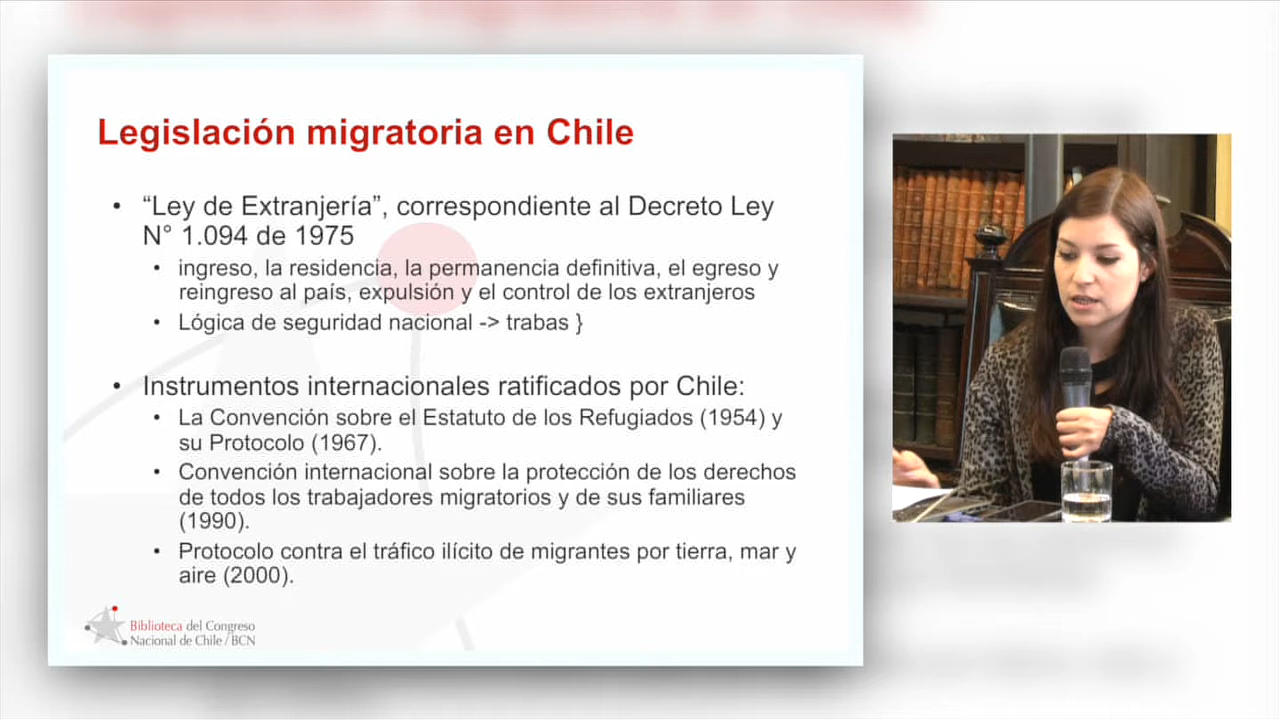 Legislación migratoria en Chile
• “Ley de Extranjería”, correspondiente al Decreto Ley
N° 1.094 de 1975
• ingreso, la residencia, la permanencia definitiva, el egreso y
reingreso al país, expulsión y el control de los extranjeros
• Lógica de seguridad nacional -> trabas }
• Instrumentos internacionales ratificados por Chile:
• La Convención sobre el Estatuto de los Refugiados (1954) y
su Protocolo (1967).
• Convención internacional sobre la protección de los derechos
de todos los trabajadores migratorios y de sus familiares
(1990).
• Protocolo contra el tráfico ilícito de migrantes por tierra, mar y
aire (2000).
Biblioteca del Congreso
Nacional de Chile / BCN